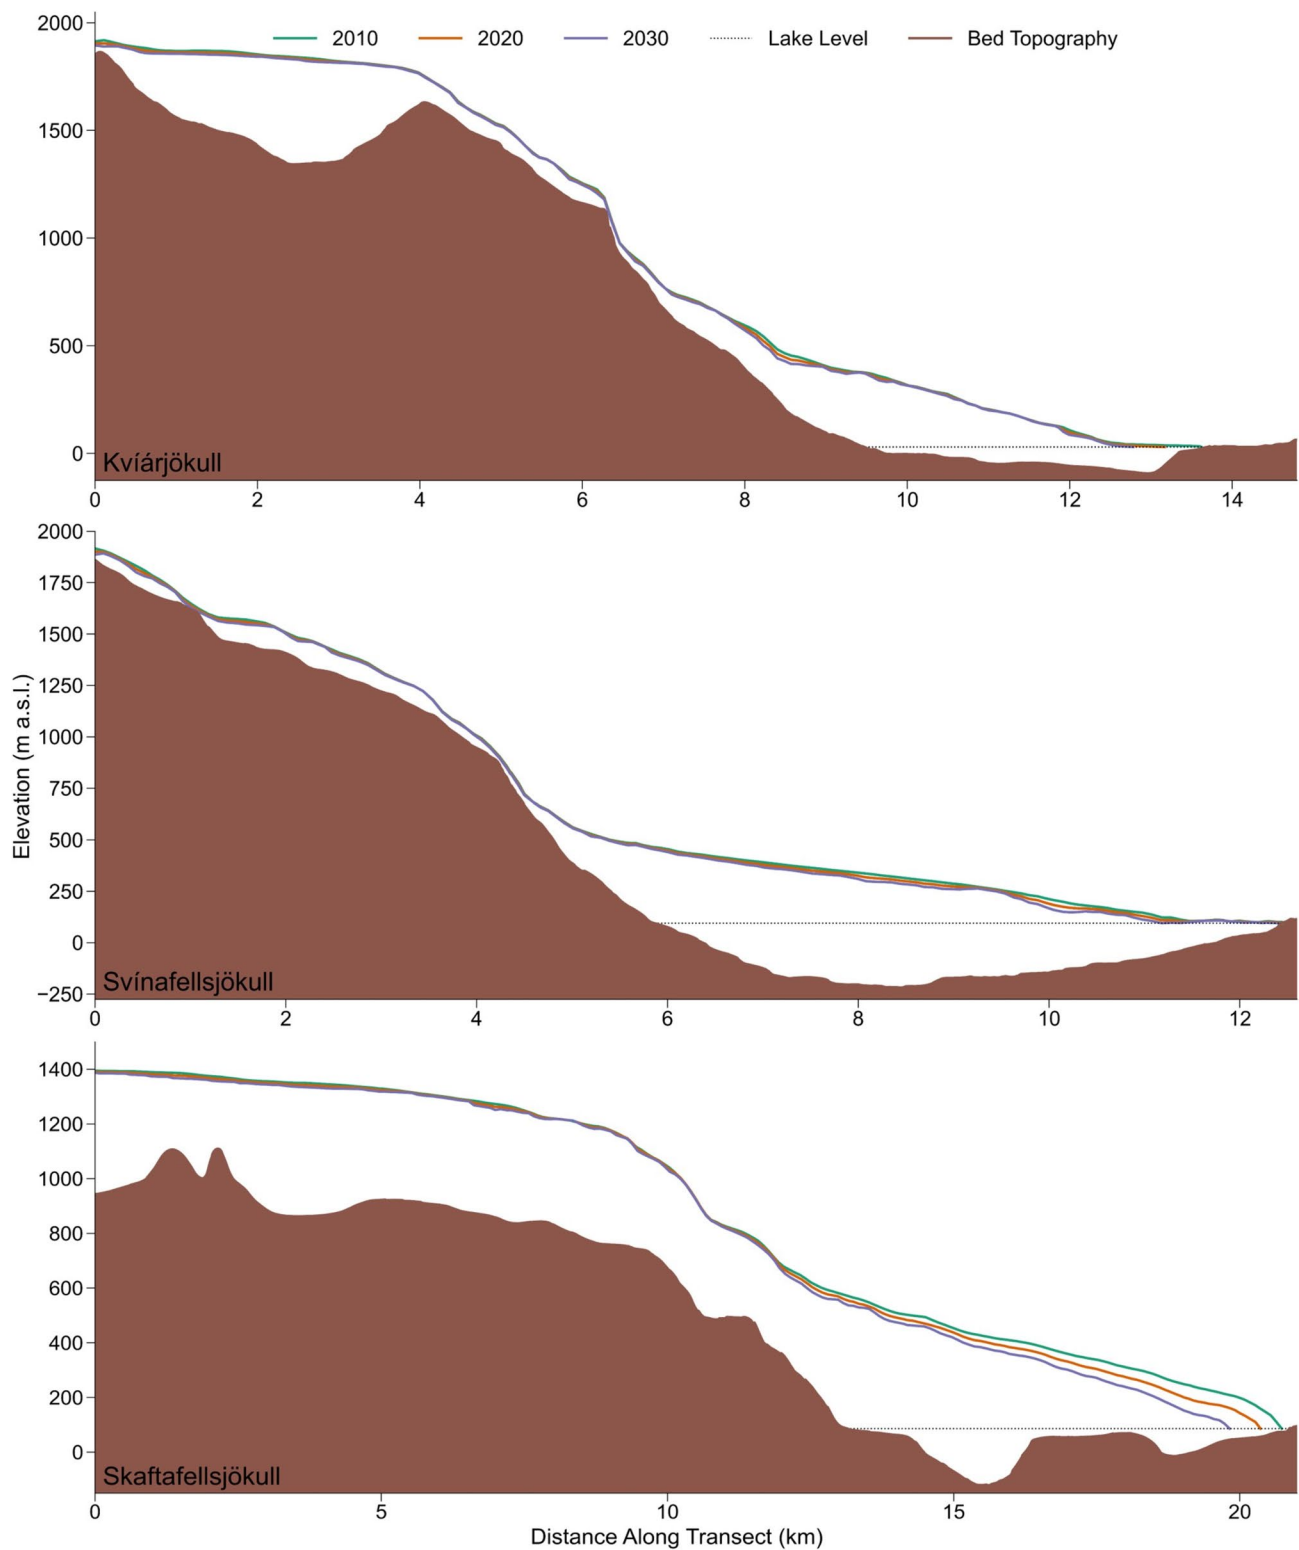 2010 2020 2030 Lake Level Bed Topography
2000
1500
1000
500
0
Kvíárjökull
0 2 4 6 8 10 12 14
2000
1750
1500
1250
1000
750
500
250
0
−250
Elevation (m a.s.l.)
Svínafellsjökull
0 2 4 6 8 10 12
1400
1200
1000
800
600
400
200
0
Skaftafellsjökull
0 5 10 15 20
Distance Along Transect (km)